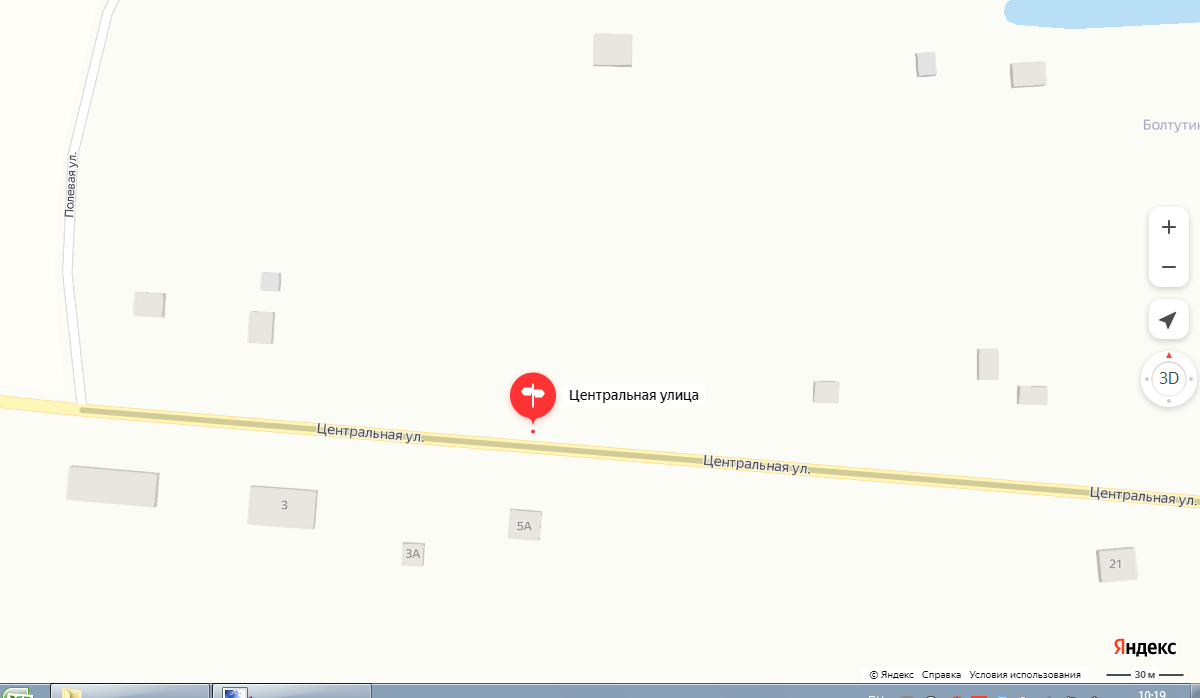 Болтутин
Полевая ул.
3D
Центральная улица
Центральная ул.
Центральная ул.
Центральная ул.
3
5А
3А
21
Яндекс
© Яндекс Справка Условия использования
30 м
10:19